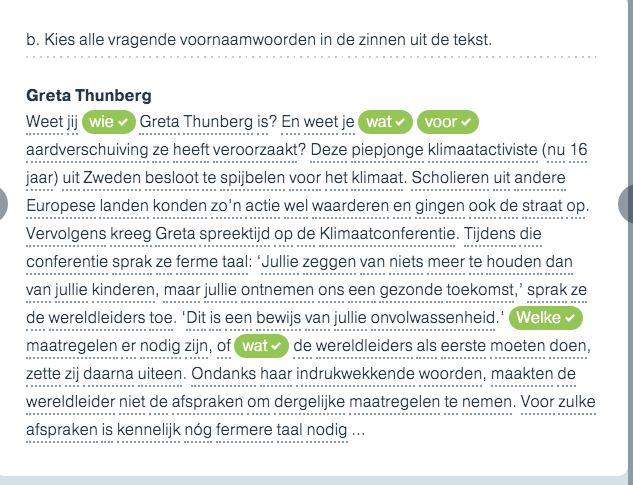 b. Kies alle vragende voornaamwoorden in de zinnen uit de tekst.
Greta Thunberg
Weet jij wie ✓ Greta Thunberg is? En weet je wat ✓ voor ✓
aardverschuiving ze heeft veroorzaakt? Deze piepjonge klimaatactiviste (nu 16
jaar) uit Zweden besloot te spijbelen voor het klimaat. Scholieren uit andere
Europese landen konden zo'n actie wel waarderen en gingen ook de straat op.
Vervolgens kreeg Greta spreektijd op de Klimaatconferentie. Tijdens die
conferentie sprak ze ferme taal: ‘Jullie zeggen van niets meer te houden dan
van jullie kinderen, maar jullie ontnemen ons een gezonde toekomst,’ sprak ze
de wereldleiders toe. ‘Dit is een bewijs van jullie onvolwassenheid.’ Welke ✓
maatregelen er nodig zijn, of wat ✓ de wereldleiders als eerste moeten doen,
zette zij daarna uiteen. Ondanks haar indrukwekkende woorden, maakten de
wereldleider niet de afspraken om dergelijke maatregelen te nemen. Voor zulke
afspraken is kennelijk nóg fermere taal nodig ...